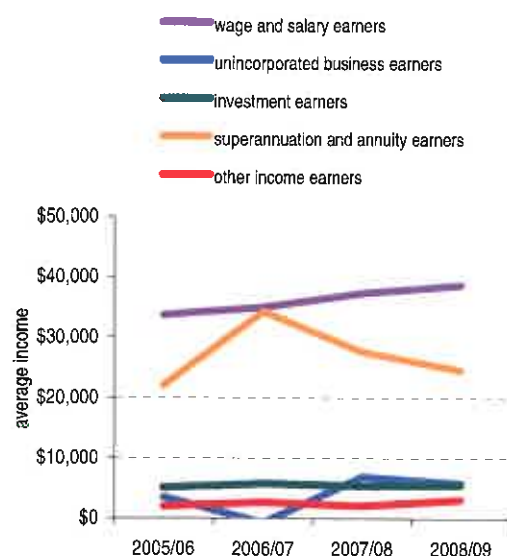 wage and salary earners
unincorporated business earners
investment earners
superannuation and annuity earners
other income earners
$50,000
$40,000
$30,000
$20,000
$10,000
$0
average income
2005/06 2006/07 2007/08 2008/09